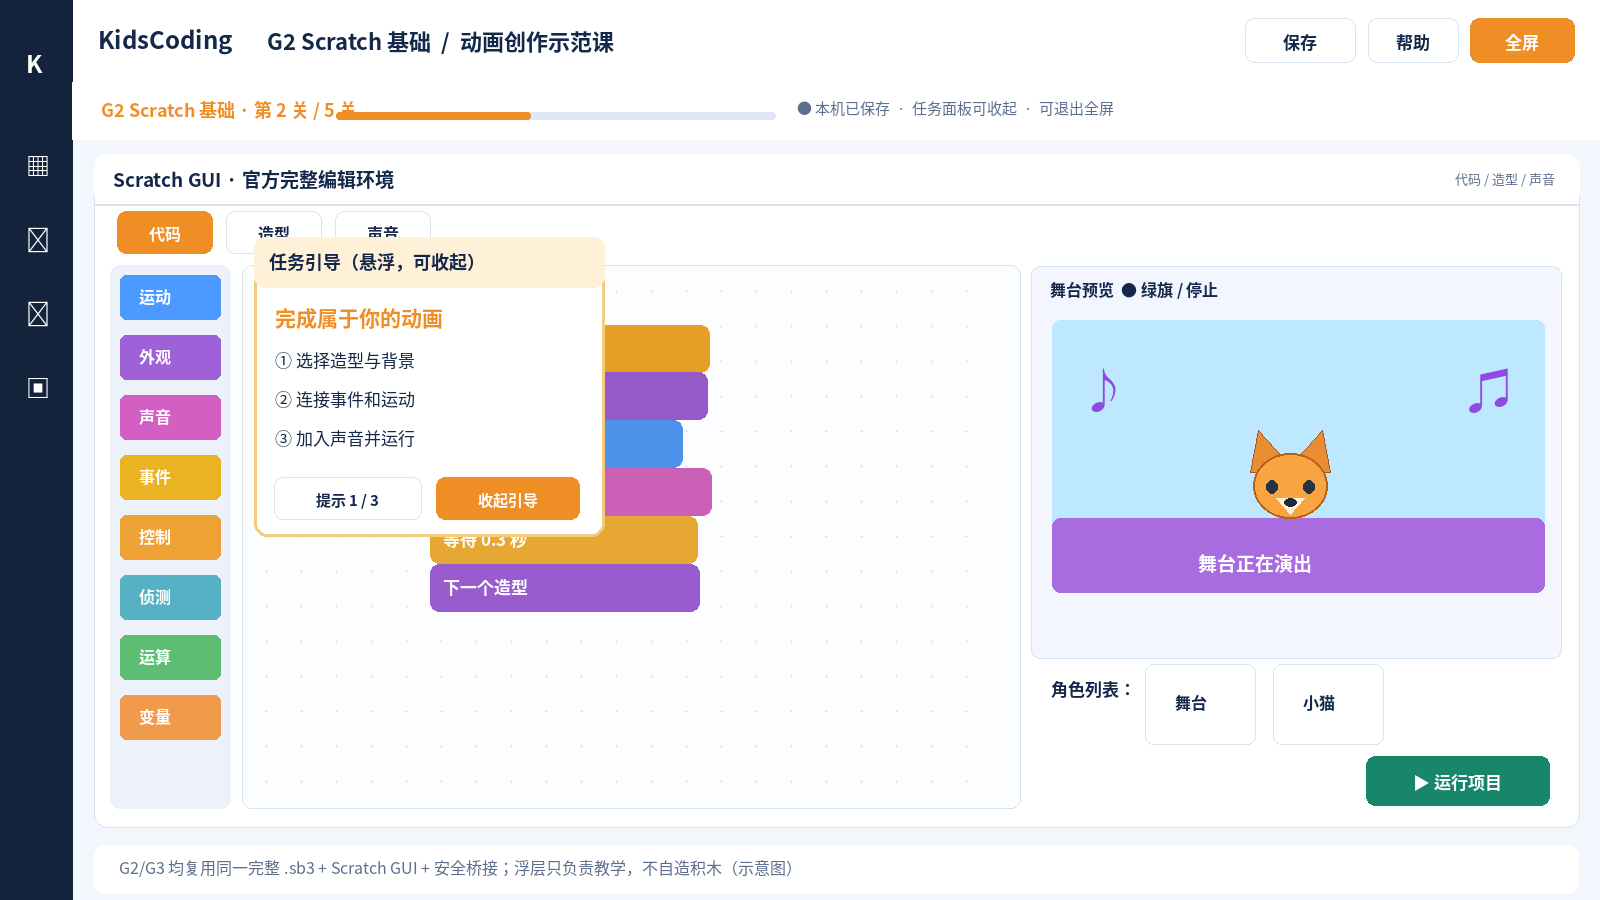 K
KidsCoding
G2 Scratch 基础 / 动画创作示范课
保存
帮助
全屏
G2 Scratch 基础 · 第 2 关 / 5 关
● 本机已保存 · 任务面板可收起 · 可退出全屏
Scratch GUI · 官方完整编辑环境
代码 / 造型 / 声音
代码
造型
声音
运动
外观
声音
事件
控制
侦测
运算
变量
任务引导（悬浮，可收起）
完成属于你的动画
① 选择造型与背景
② 连接事件和运动
③ 加入声音并运行
提示 1 / 3
收起引导
等待 0.3 秒
下一个造型
舞台预览 ● 绿旗 / 停止
舞台正在演出
角色列表：
舞台
小猫
▶ 运行项目
G2/G3 均复用同一完整 .sb3 + Scratch GUI + 安全桥接；浮层只负责教学，不自造积木（示意图）